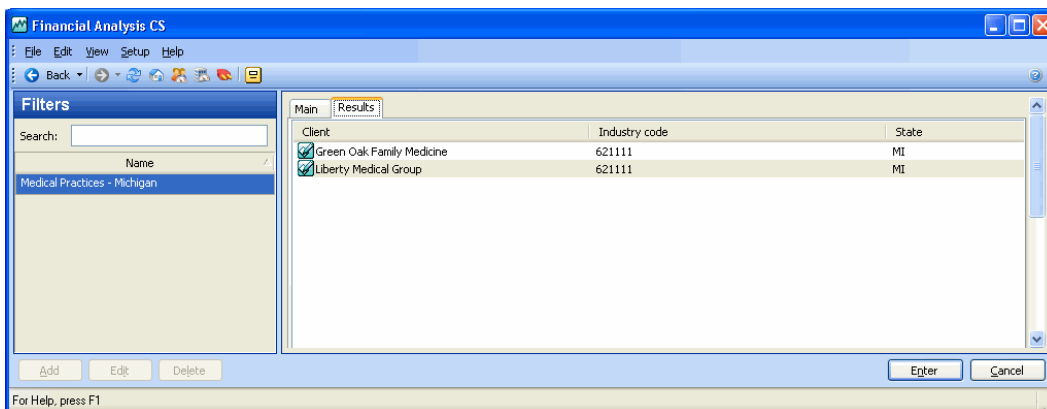 Financial Analysis CS
File Edit View Setup Help
Back
Filters
Search:
Name
Medical Practices - Michigan
Main Results
Client Industry code State
Green Oak Family Medicine 621111 MI
Liberty Medical Group 621111 MI
Add Edit Delete
Enter Cancel
For Help, press F1